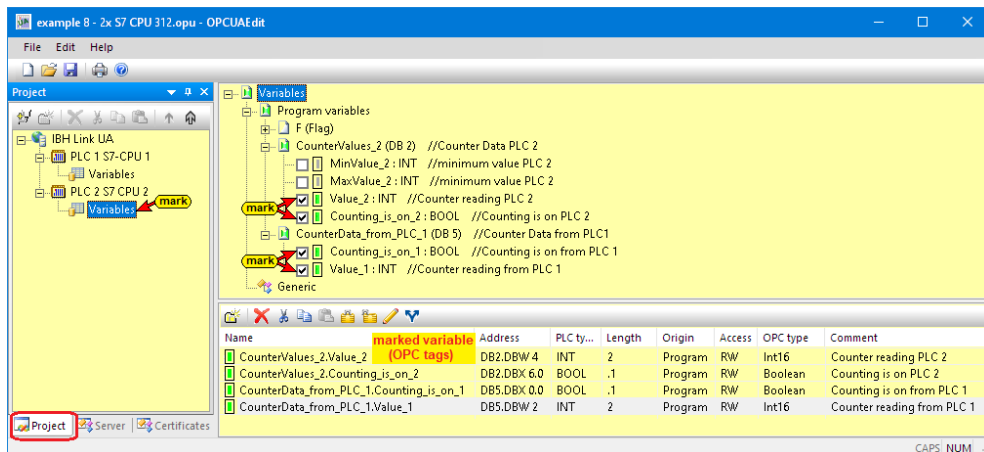 example 8 - 2x S7 CPU 312.opu - OPCUAEdit
File Edit Help
Project
IBH Link UA
PLC 1 S7-CPU 1
Variables
PLC 2 S7 CPU 2
Variables
mark
Project
Server
Certificates
Variables
Program variables
F (Flag)
CounterValues_2 (DB 2) //Counter Data PLC 2
MinValue_2 : INT //minimum value PLC 2
MaxValue_2 : INT //minimum value PLC 2
Value_2 : INT //Counter reading PLC 2
mark
Counting_is_on_2 : BOOL //Counting is on PLC 2
CounterData_from_PLC_1 (DB 5) //Counter Data from PLC1
Counting_is_on_1 : BOOL //Counting is on from PLC 1
mark
Value_1 : INT //Counter reading from PLC 1
Generic
Name marked variable Address PLC ty... Length Origin Access OPC type Comment
(OPC tags)
CounterValues_2.Value_2 DB2.DBW 4 INT 2 Program RW Int16 Counter reading PLC 2
CounterValues_2.Counting_is_on_2 DB2.DBX 6.0 BOOL .1 Program RW Boolean Counting is on PLC 2
CounterData_from_PLC_1.Counting_is_on_1 DB5.DBX 0.0 BOOL .1 Program RW Boolean Counting is on from PLC 1
CounterData_from_PLC_1.Value_1 DB5.DBW 2 INT 2 Program RW Int16 Counter reading from PLC 1
CAPS NUM